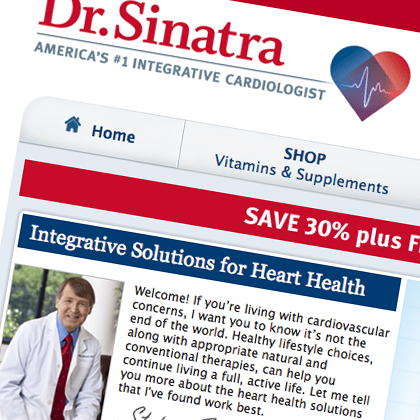 Dr.Sinatra
AMERICA'S #1 INTEGRATIVE CARDIOLOGIST
Home
SHOP
Vitamins & Supplements
SAVE 30% plus
Integrative Solutions for Heart Health
Welcome! If you're living with cardiovascular
concerns, I want you to know it's not the
end of the world. Healthy lifestyle choices,
along with appropriate natural and
conventional therapies, can help you
continue living a full, active life. Let me tell
you more about the heart health solutions
that I've found work best.